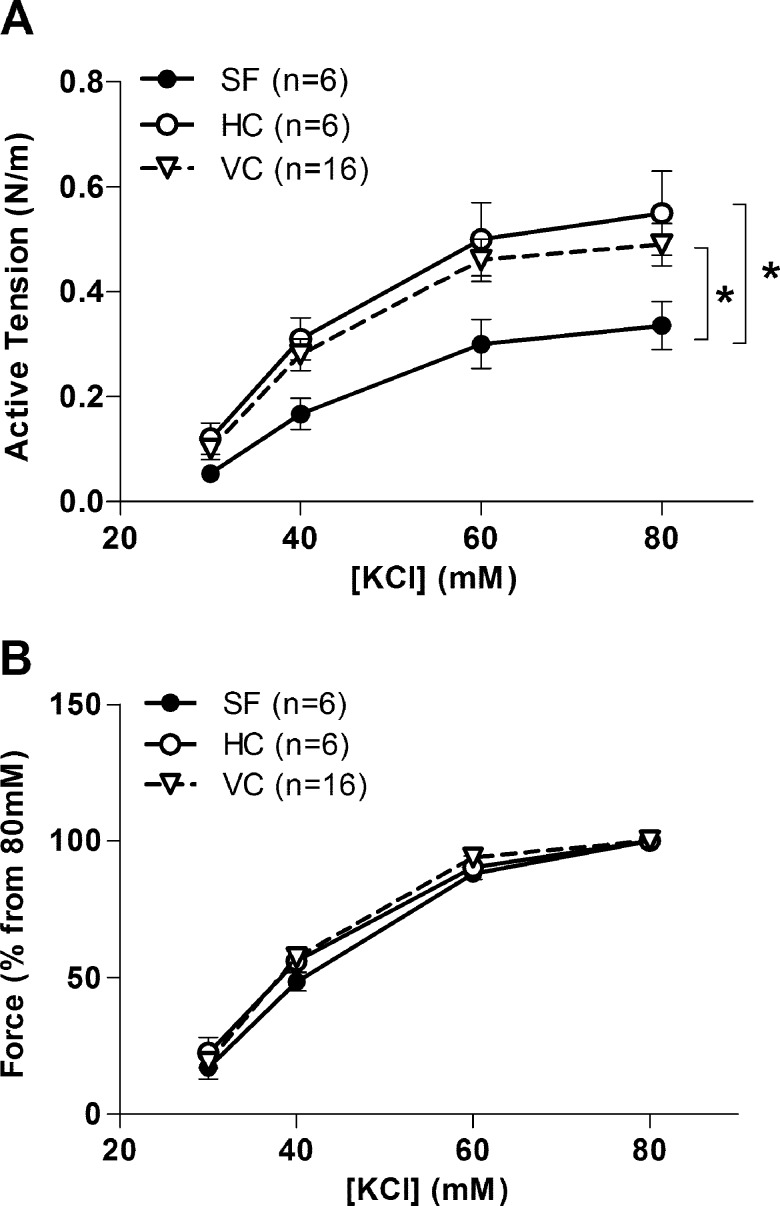 A
SF (n=6)
HC (n=6)
VC (n=16)
Active Tension (N/m)
0.8
0.6
0.4
0.2
0.0
*
*
20 40 60 80
[KCl] (mM)
B
SF (n=6)
HC (n=6)
VC (n=16)
Force (% from 80mM)
150
100
50
0
20 40 60 80
[KCl] (mM)